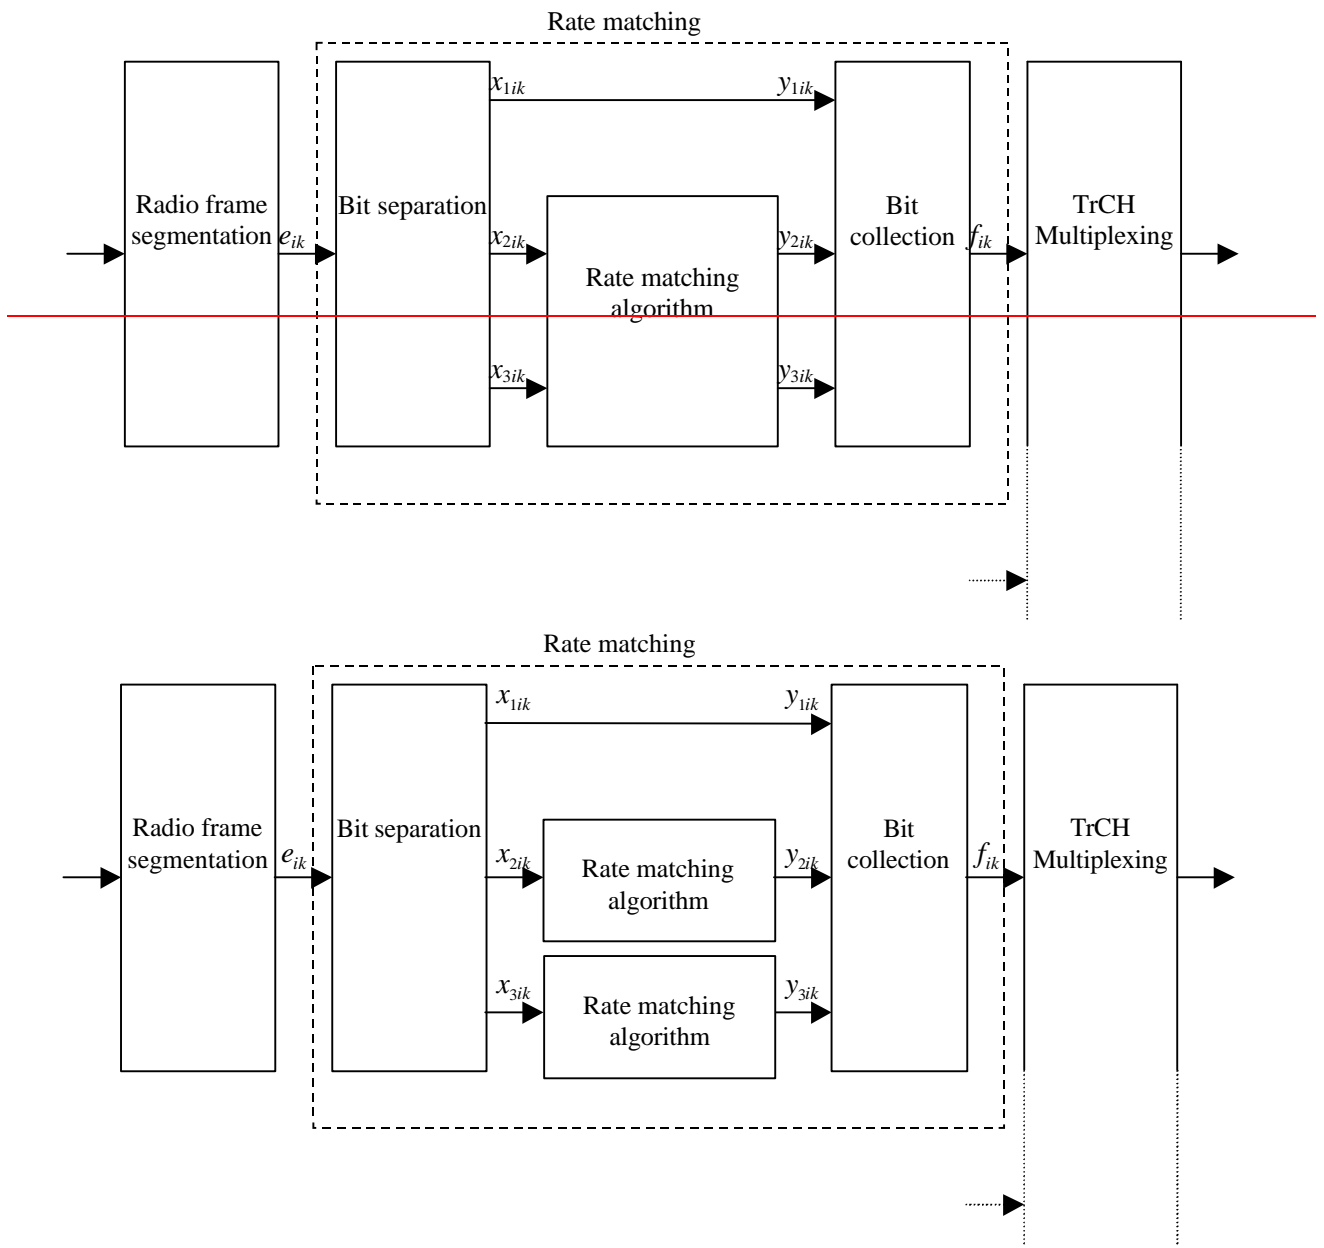 Rate matching
x1ik
y1ik
Radio frame
segmentation
eik
Bit separation
x2ik
Rate matching
algorithm
y2ik
Bit
collection
fik
TrCH
Multiplexing
x3ik
y3ik
Rate matching
x1ik
y1ik
Radio frame
segmentation
eik
Bit separation
x2ik
Rate matching
algorithm
y2ik
Bit
collection
fik
TrCH
Multiplexing
x3ik
Rate matching
algorithm
y3ik